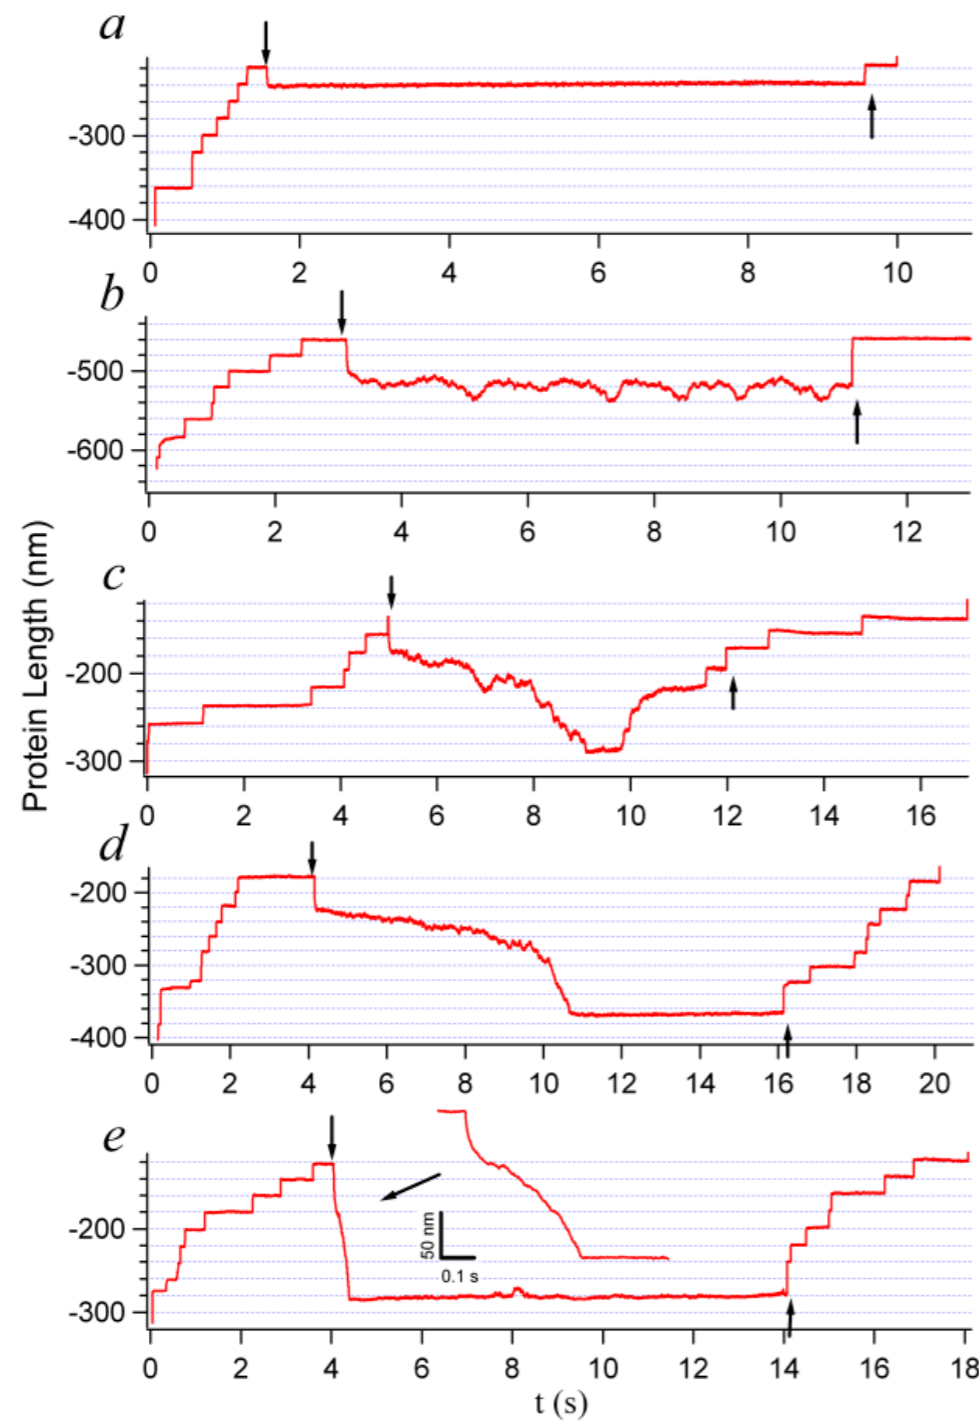 a
-300
-400
0 2 4 6 8 10
b
-500
-600
0 2 4 6 8 10 12
c
-200
-300
0 2 4 6 8 10 12 14 16
d
-200
-300
-400
0 2 4 6 8 10 12 14 16 18 20
e
50 nm
0.1 s
-200
-300
0 2 4 6 8 10 12 14 16 18
Protein Length (nm)
t (s)